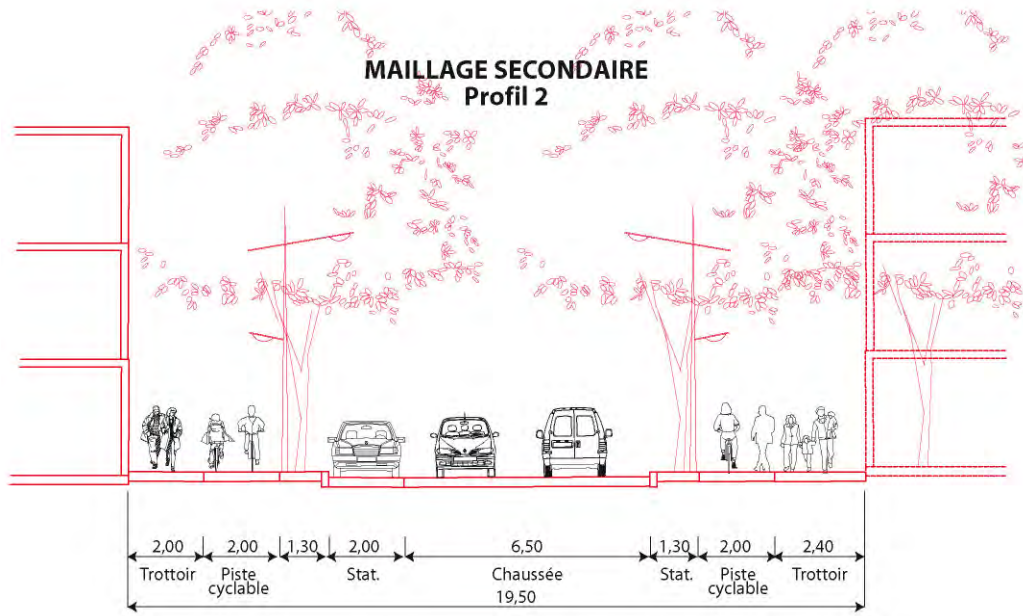 MAILLAGE SECONDAIRE
Profil 2
2,00 2,00 1,30 2,00 6,50 1,30 2,00 2,40
Trottoir Piste cyclable Stat. Chaussée Stat. Piste cyclable Trottoir
19,50